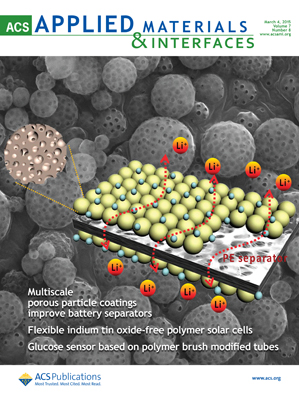 ACS APPLIED MATERIALS
& INTERFACES
March 4, 2015
Volume 7
Number 8
www.acsami.org
Li+
Li+
Li+
Li+
Li+
PE separator
Li+
Li+
Li+
Li+
Multiscale
porous particle coatings
improve battery separators
Flexible indium tin oxide-free polymer solar cells
Glucose sensor based on polymer brush modified tubes
ACS Publications
Most Trusted. Most Cited. Most Read.
www.acs.org